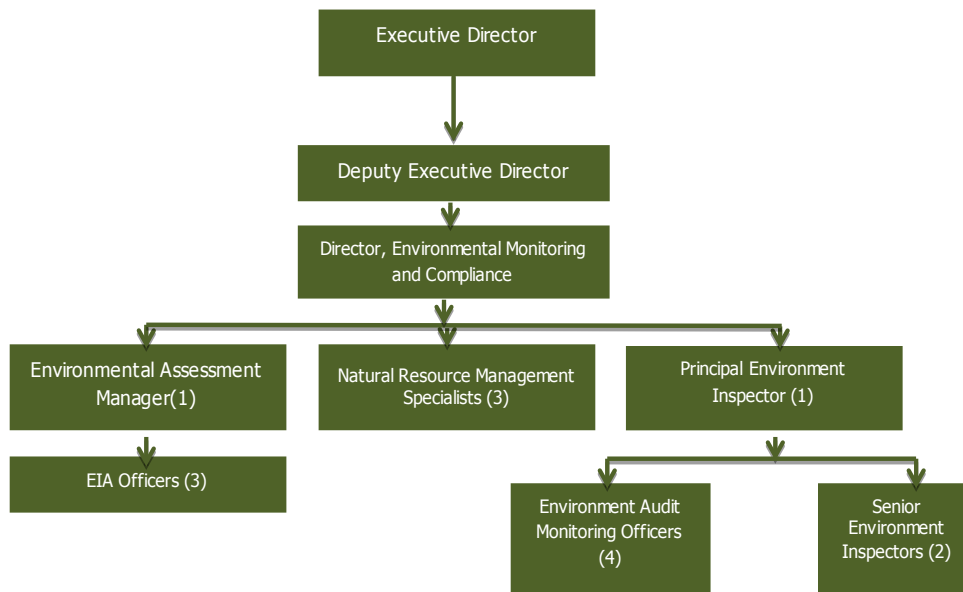 Executive Director
Deputy Executive Director
Director, Environmental Monitoring
and Compliance
Environmental Assessment
Manager(1)
Natural Resource Management
Specialists (3)
Principal Environment
Inspector (1)
EIA Officers (3)
Environment Audit
Monitoring Officers
(4)
Senior
Environment
Inspectors (2)